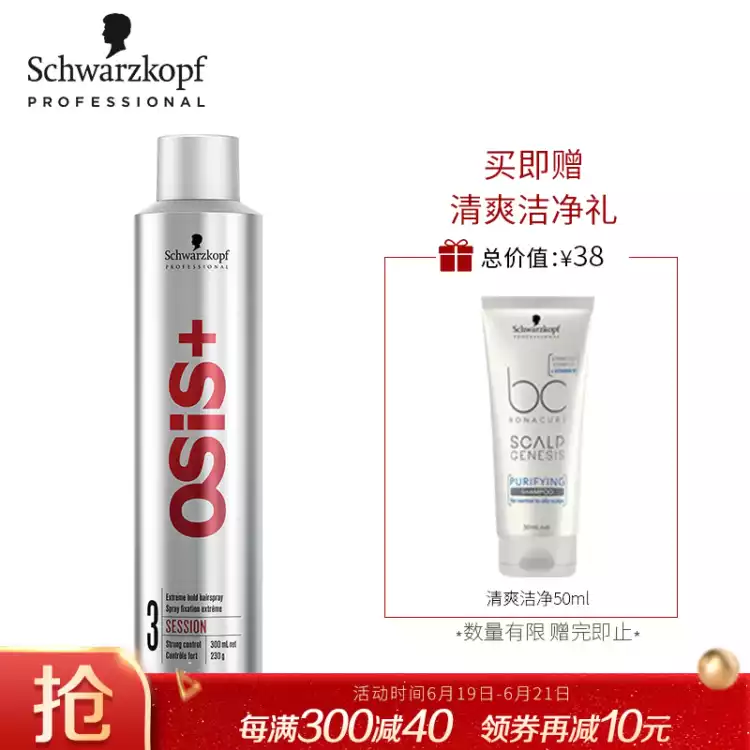 Schwarzkopf
PROFESSIONAL
Schwarzkopf
PROFESSIONAL
OSiS+
3
Extreme hold hairspray
Spray fixation extrême
SESSION
Strong control
Contrôle fort
300 mL net
230 g
买即赠
清爽洁净礼
总价值:¥38
Schwarzkopf
PROFESSIONAL
bc
BONACURE
SCALP
GENESIS
PURIFYING
SHAMPOO
清爽洁净50ml
*数量有限 赠完即止*
抢
活动时间6月19日-6月21日
每满300减40 领券再减10元